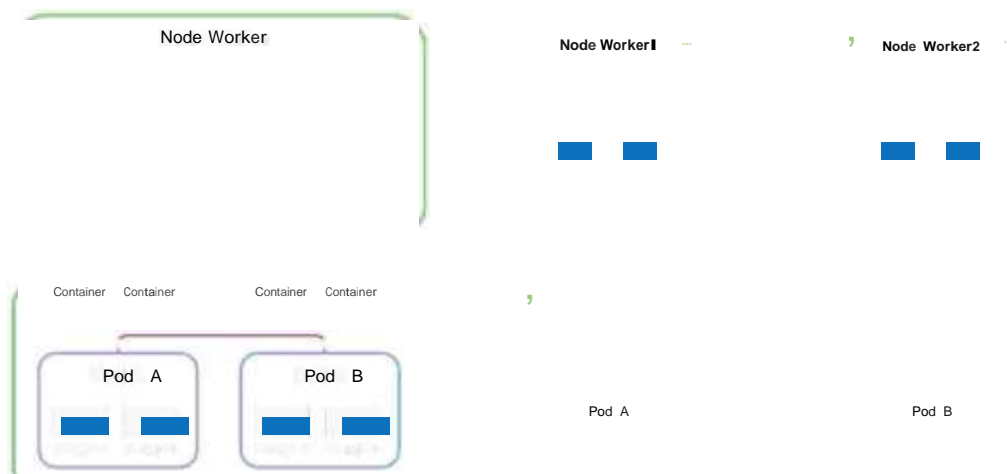 Node Worker
Node Worker1
Node Worker2
Container Container Container Container
Pod A
Pod B
Pod A
Pod B